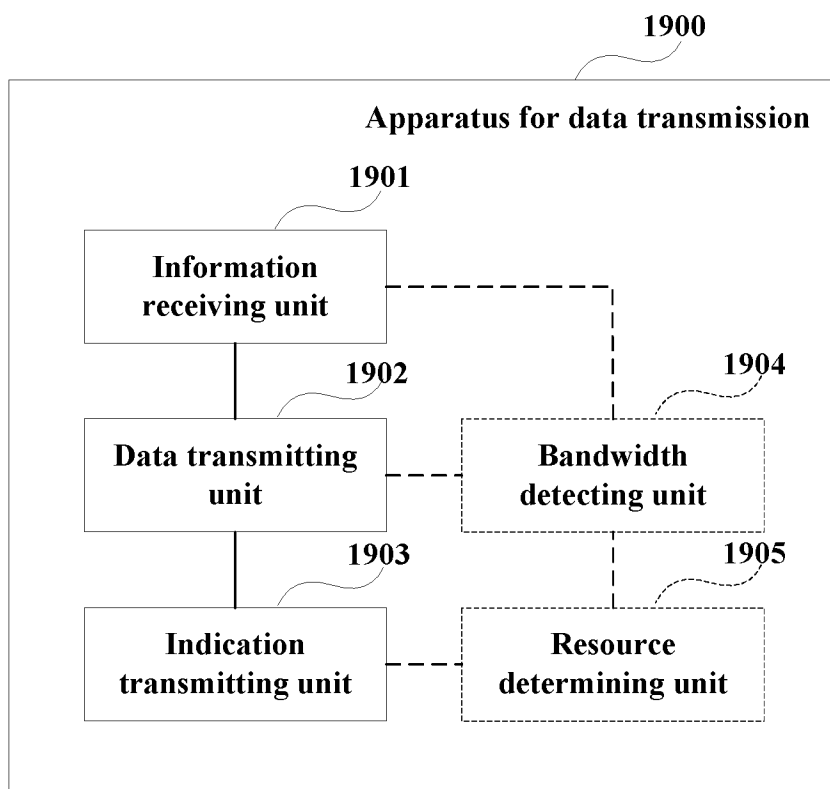 1900
Apparatus for data transmission
1901
Information
receiving unit
1902
Data transmitting
unit
1904
Bandwidth
detecting unit
1903
Indication
transmitting unit
1905
Resource
determining unit